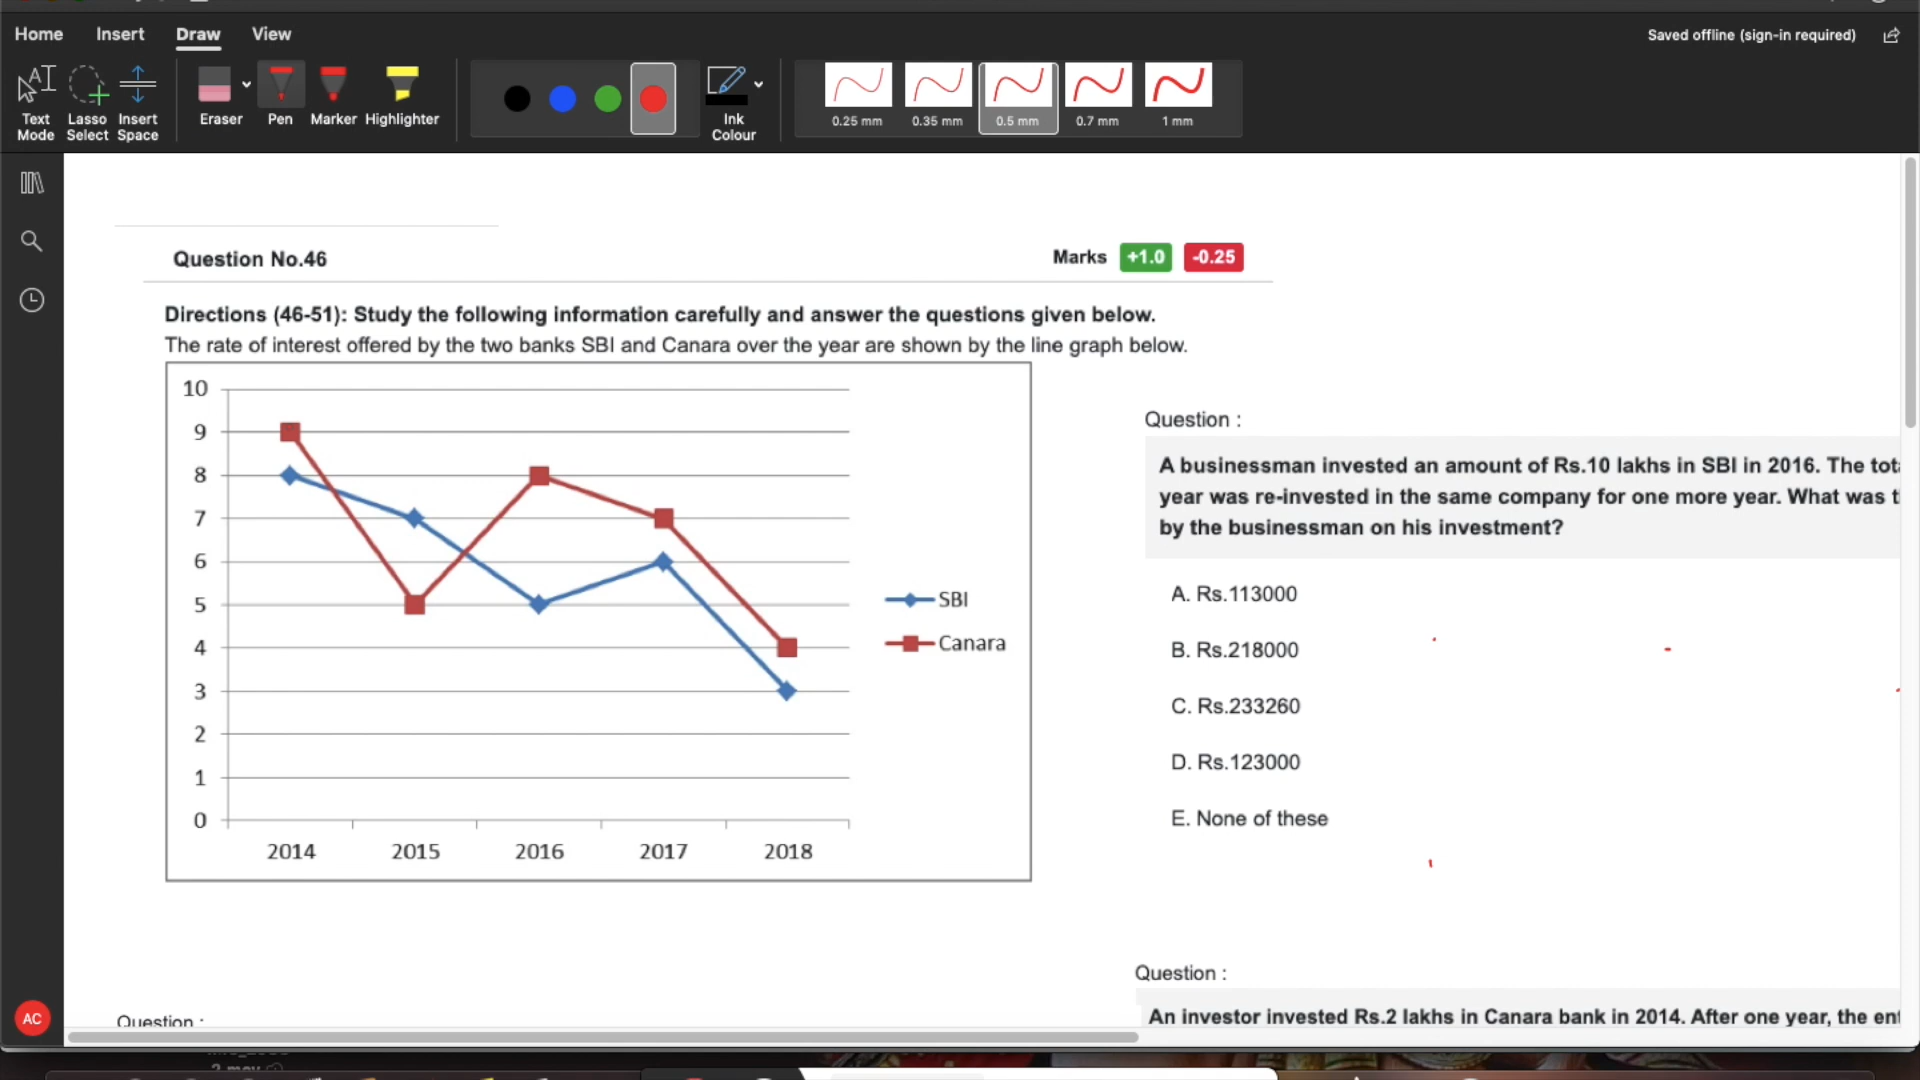 Home Insert Draw View
Saved offline (sign-in required)
Text Mode
Lasso Select
Insert Space
Eraser
Pen
Marker
Highlighter
Ink Colour
0.25 mm
0.35 mm
0.5 mm
0.7 mm
1 mm
Question No.46
Marks +1.0 -0.25
Directions (46-51): Study the following information carefully and answer the questions given below.
The rate of interest offered by the two banks SBI and Canara over the year are shown by the line graph below.
10
9
8
7
6
5
4
3
2
1
0
2014 2015 2016 2017 2018
SBI
Canara
Question :
A businessman invested an amount of Rs.10 lakhs in SBI in 2016. The
year was re-invested in the same company for one more year. What was
by the businessman on his investment?
A. Rs.113000
B. Rs.218000
C. Rs.233260
D. Rs.123000
E. None of these
Question :
An investor invested Rs.2 lakhs in Canara bank in 2014. After one year, the
Question :
AC